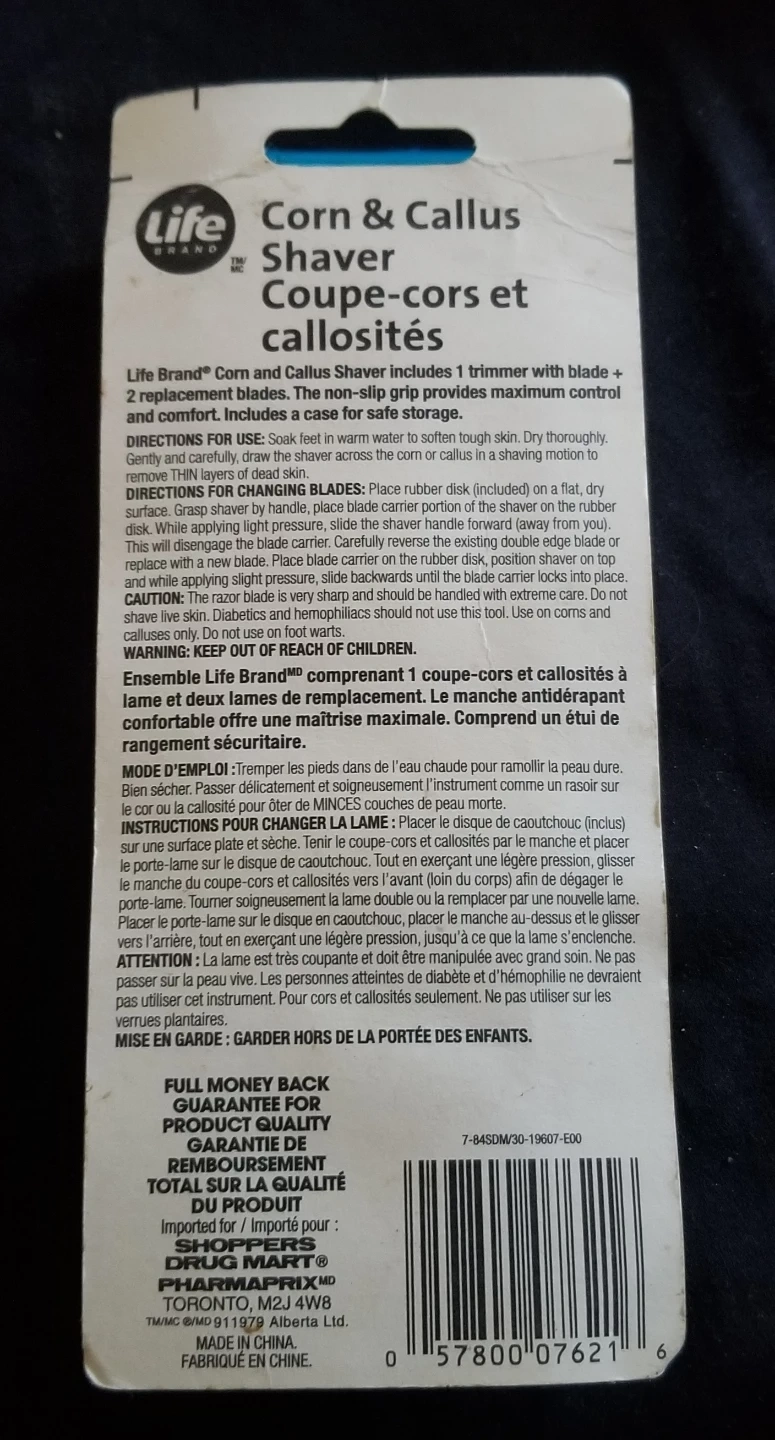 Life
BRAND
TM/
MC
Corn & Callus
Shaver
Coupe-cors et
callosités
Life Brand® Corn and Callus Shaver includes 1 trimmer with blade +
2 replacement blades. The non-slip grip provides maximum control
and comfort. Includes a case for safe storage.
DIRECTIONS FOR USE: Soak feet in warm water to soften tough skin. Dry thoroughly.
Gently and carefully, draw the shaver across the corn or callus in a shaving motion to
remove THIN layers of dead skin.
DIRECTIONS FOR CHANGING BLADES: Place rubber disk (included) on a flat, dry
surface. Grasp shaver by handle, place blade carrier portion of the shaver on the rubber
disk. While applying light pressure, slide the shaver handle forward (away from you).
This will disengage the blade carrier. Carefully reverse the existing double edge blade or
replace with a new blade. Place blade carrier on the rubber disk, position shaver on top
and while applying slight pressure, slide backwards until the blade carrier locks into place.
CAUTION: The razor blade is very sharp and should be handled with extreme care. Do not
shave live skin. Diabetics and hemophiliacs should not use this tool. Use on corns and
calluses only. Do not use on foot warts.
WARNING: KEEP OUT OF REACH OF CHILDREN.
Ensemble Life Brand MD comprenant 1 coupe-cors et callosités à
lame et deux lames de remplacement. Le manche antidérapant
confortable offre une maîtrise maximale. Comprend un étui de
rangement sécuritaire.
MODE D'EMPLOI :Tremper les pieds dans de l'eau chaude pour ramollir la peau dure.
Bien sécher. Passer délicatement et soigneusement l'instrument comme un rasoir sur
le cor ou la callosité pour ôter de MINCES couches de peau morte.
INSTRUCTIONS POUR CHANGER LA LAME : Placer le disque de caoutchouc (inclus)
sur une surface plate et sèche. Tenir le coupe-cors et callosités par le manche et placer
le porte-lame sur le disque de caoutchouc. Tout en exerçant une légère pression, glisser
le manche du coupe-cors et callosités vers l'avant (loin du corps) afin de dégager le
porte-lame. Tourner soigneusement la lame double ou la remplacer par une nouvelle lame.
Placer le porte-lame sur le disque en caoutchouc, placer le manche au-dessus et le glisser
vers l'arrière, tout en exerçant une légère pression, jusqu'à ce que la lame s'enclenche.
ATTENTION : La lame est très coupante et doit être manipulée avec grand soin. Ne pas
passer sur la peau vive. Les personnes atteintes de diabète et d'hémophilie ne devraient
pas utiliser cet instrument. Pour cors et callosités seulement. Ne pas utiliser sur les
verrues plantaires.
MISE EN GARDE : GARDER HORS DE LA PORTÉE DES ENFANTS.
FULL MONEY BACK
GUARANTEE FOR
PRODUCT QUALITY
GARANTIE DE
REMBOURSEMENT
TOTAL SUR LA QUALITÉ
DU PRODUIT
Imported for / Importé pour :
SHOPPERS
DRUG MART®
PHARMAPRIX MD
TORONTO, M2J 4W8
TM/MC ®/MD 911979 Alberta Ltd.
MADE IN CHINA.
FABRIQUÉ EN CHINE.
7-84SDM/30-19607-E00
0 57800 07621 6